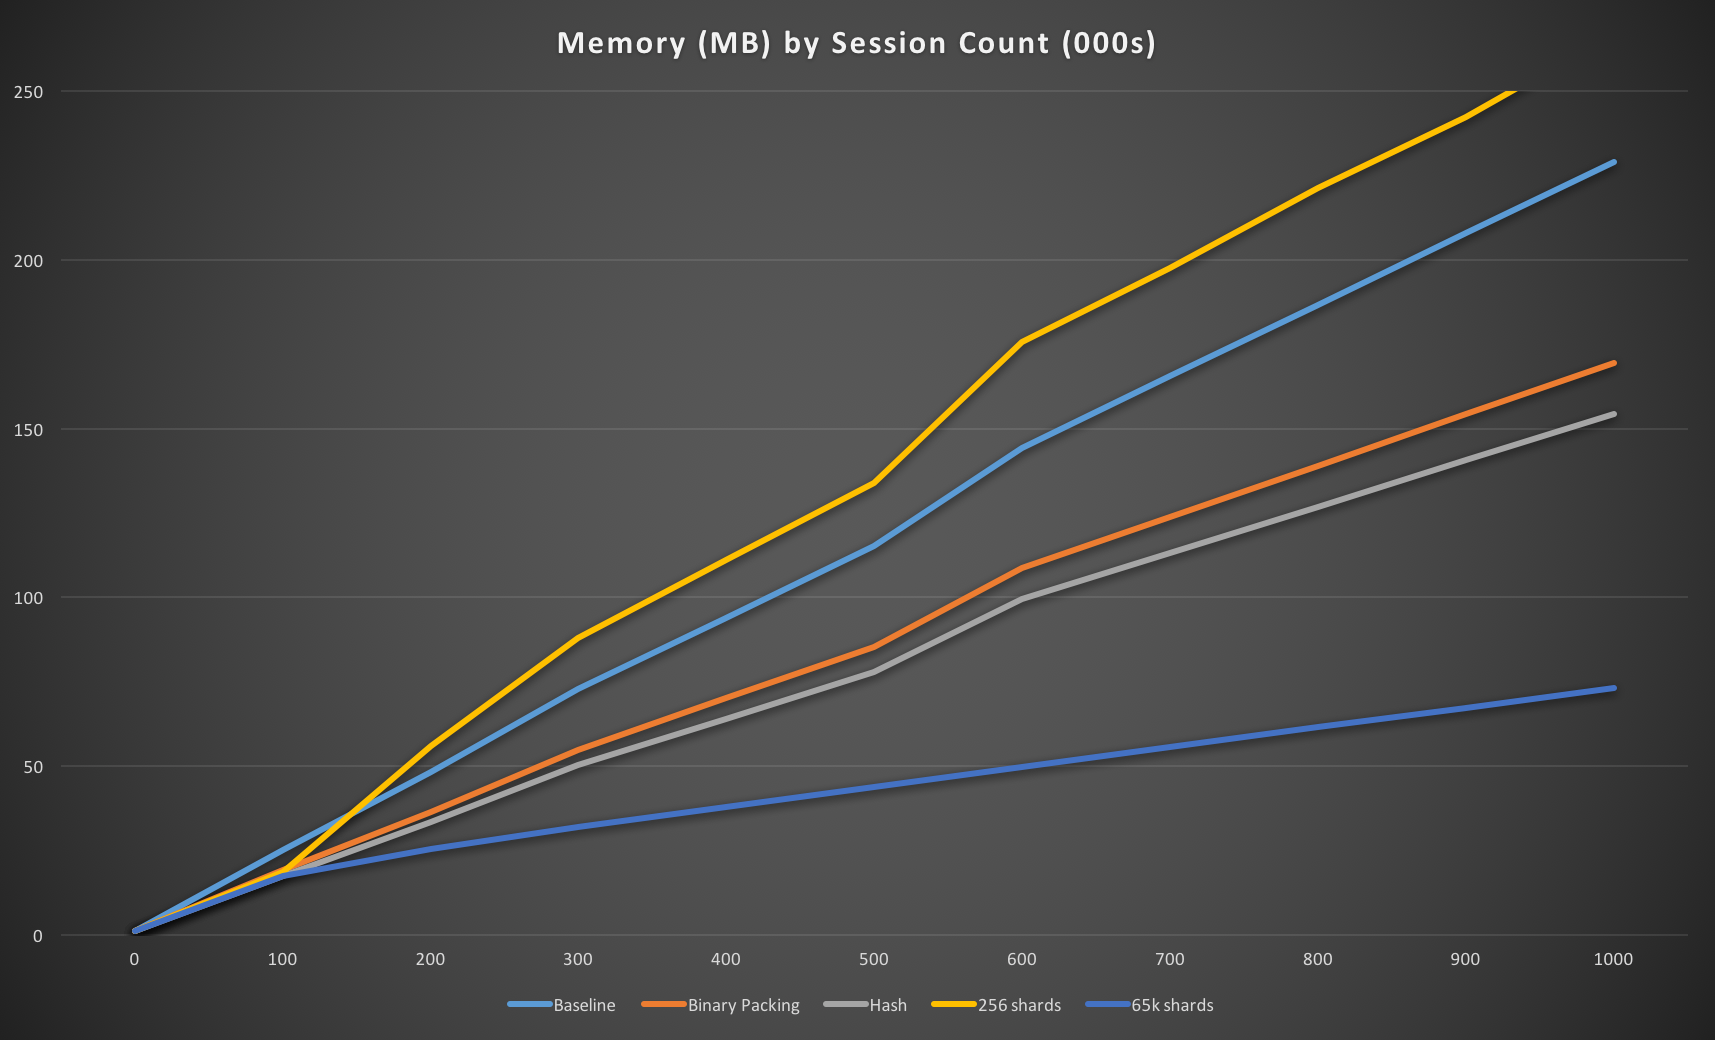 Memory (MB) by Session Count (000s)
250
200
150
100
50
0
0 100 200 300 400 500 600 700 800 900 1000
Baseline Binary Packing Hash 256 shards 65k shards